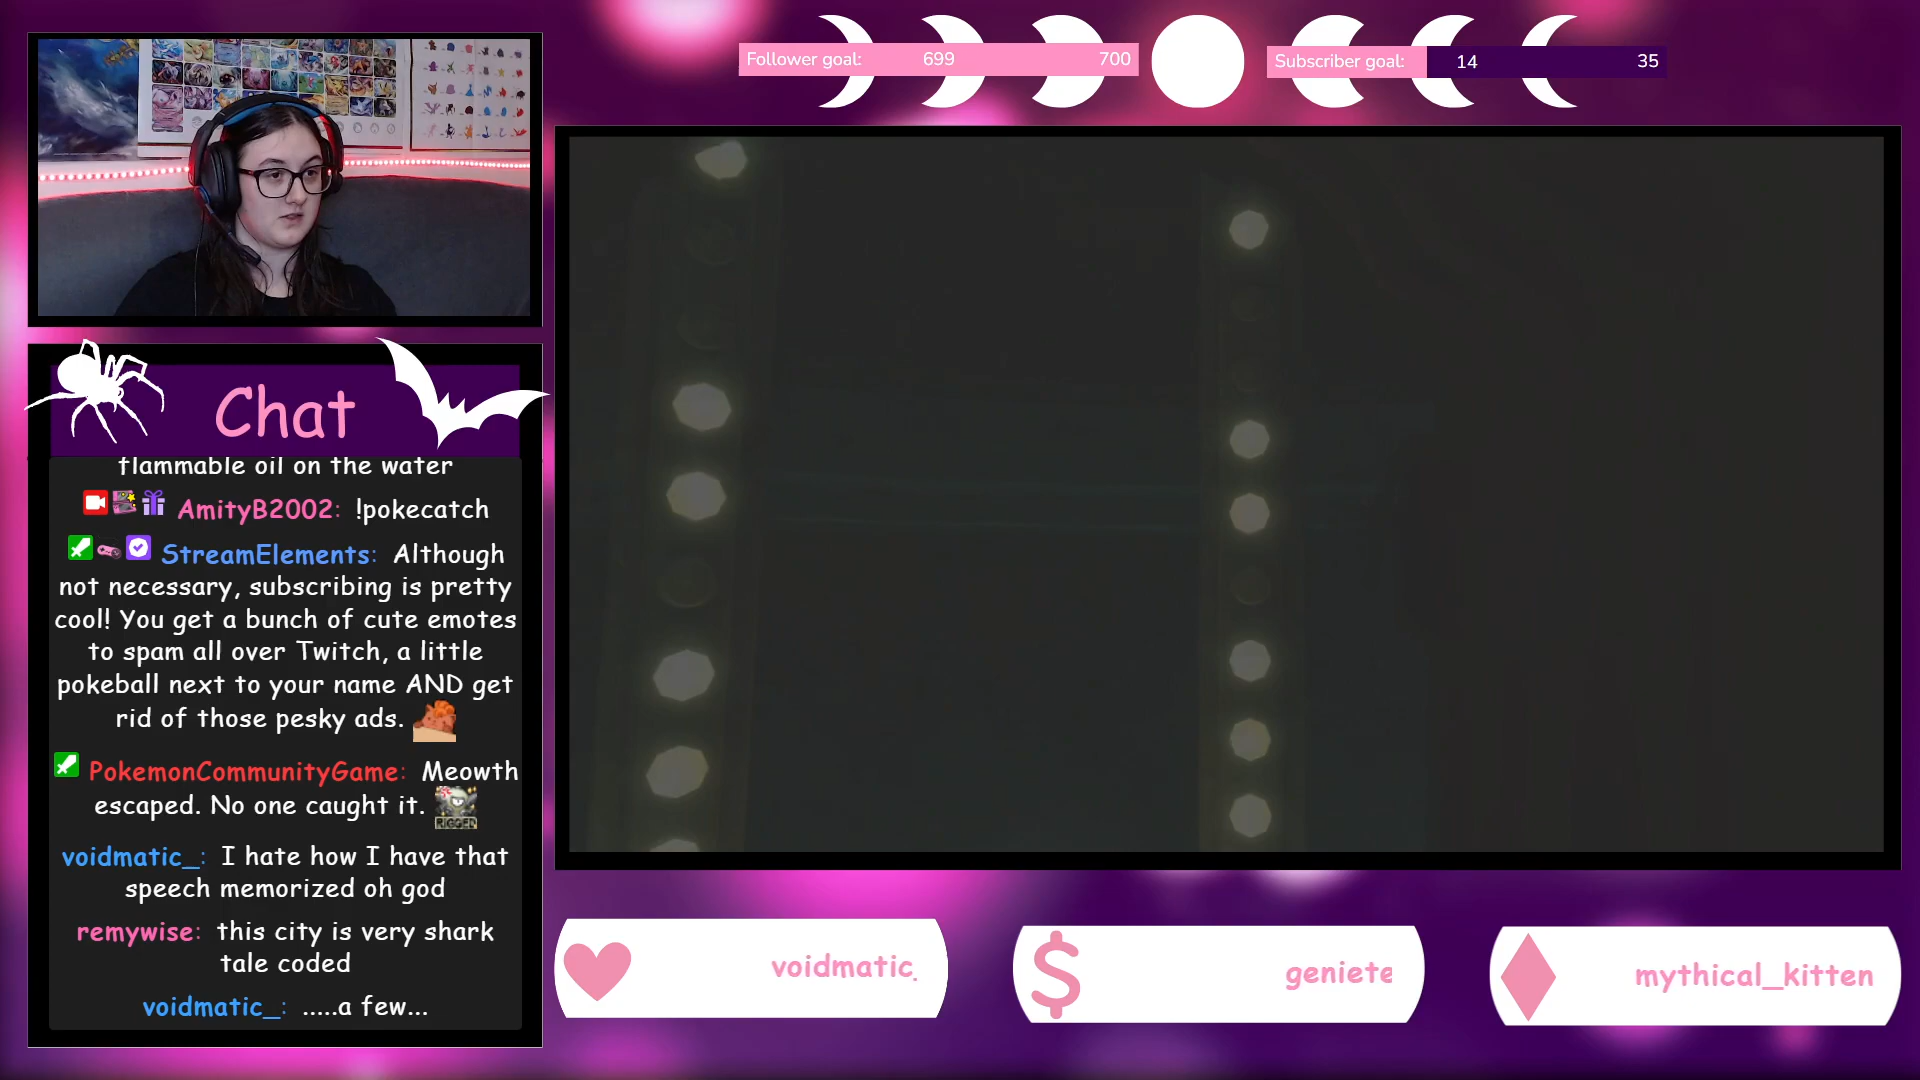 Follower goal: 699 700
Subscriber goal: 14 35
Chat
flammable oil on the water
AmityB2002: !pokecatch
StreamElements: Although
not necessary, subscribing is pretty
cool! You get a bunch of cute emotes
to spam all over Twitch, a little
pokeball next to your name AND get
rid of those pesky ads.
PokemonCommunityGame: Meowth
escaped. No one caught it.
RIGGED
voidmatic_: I hate how I have that
speech memorized oh god
remywise: this city is very shark
tale coded
voidmatic_: .....a few...
voidmatic_
geniete
mythical_kitten